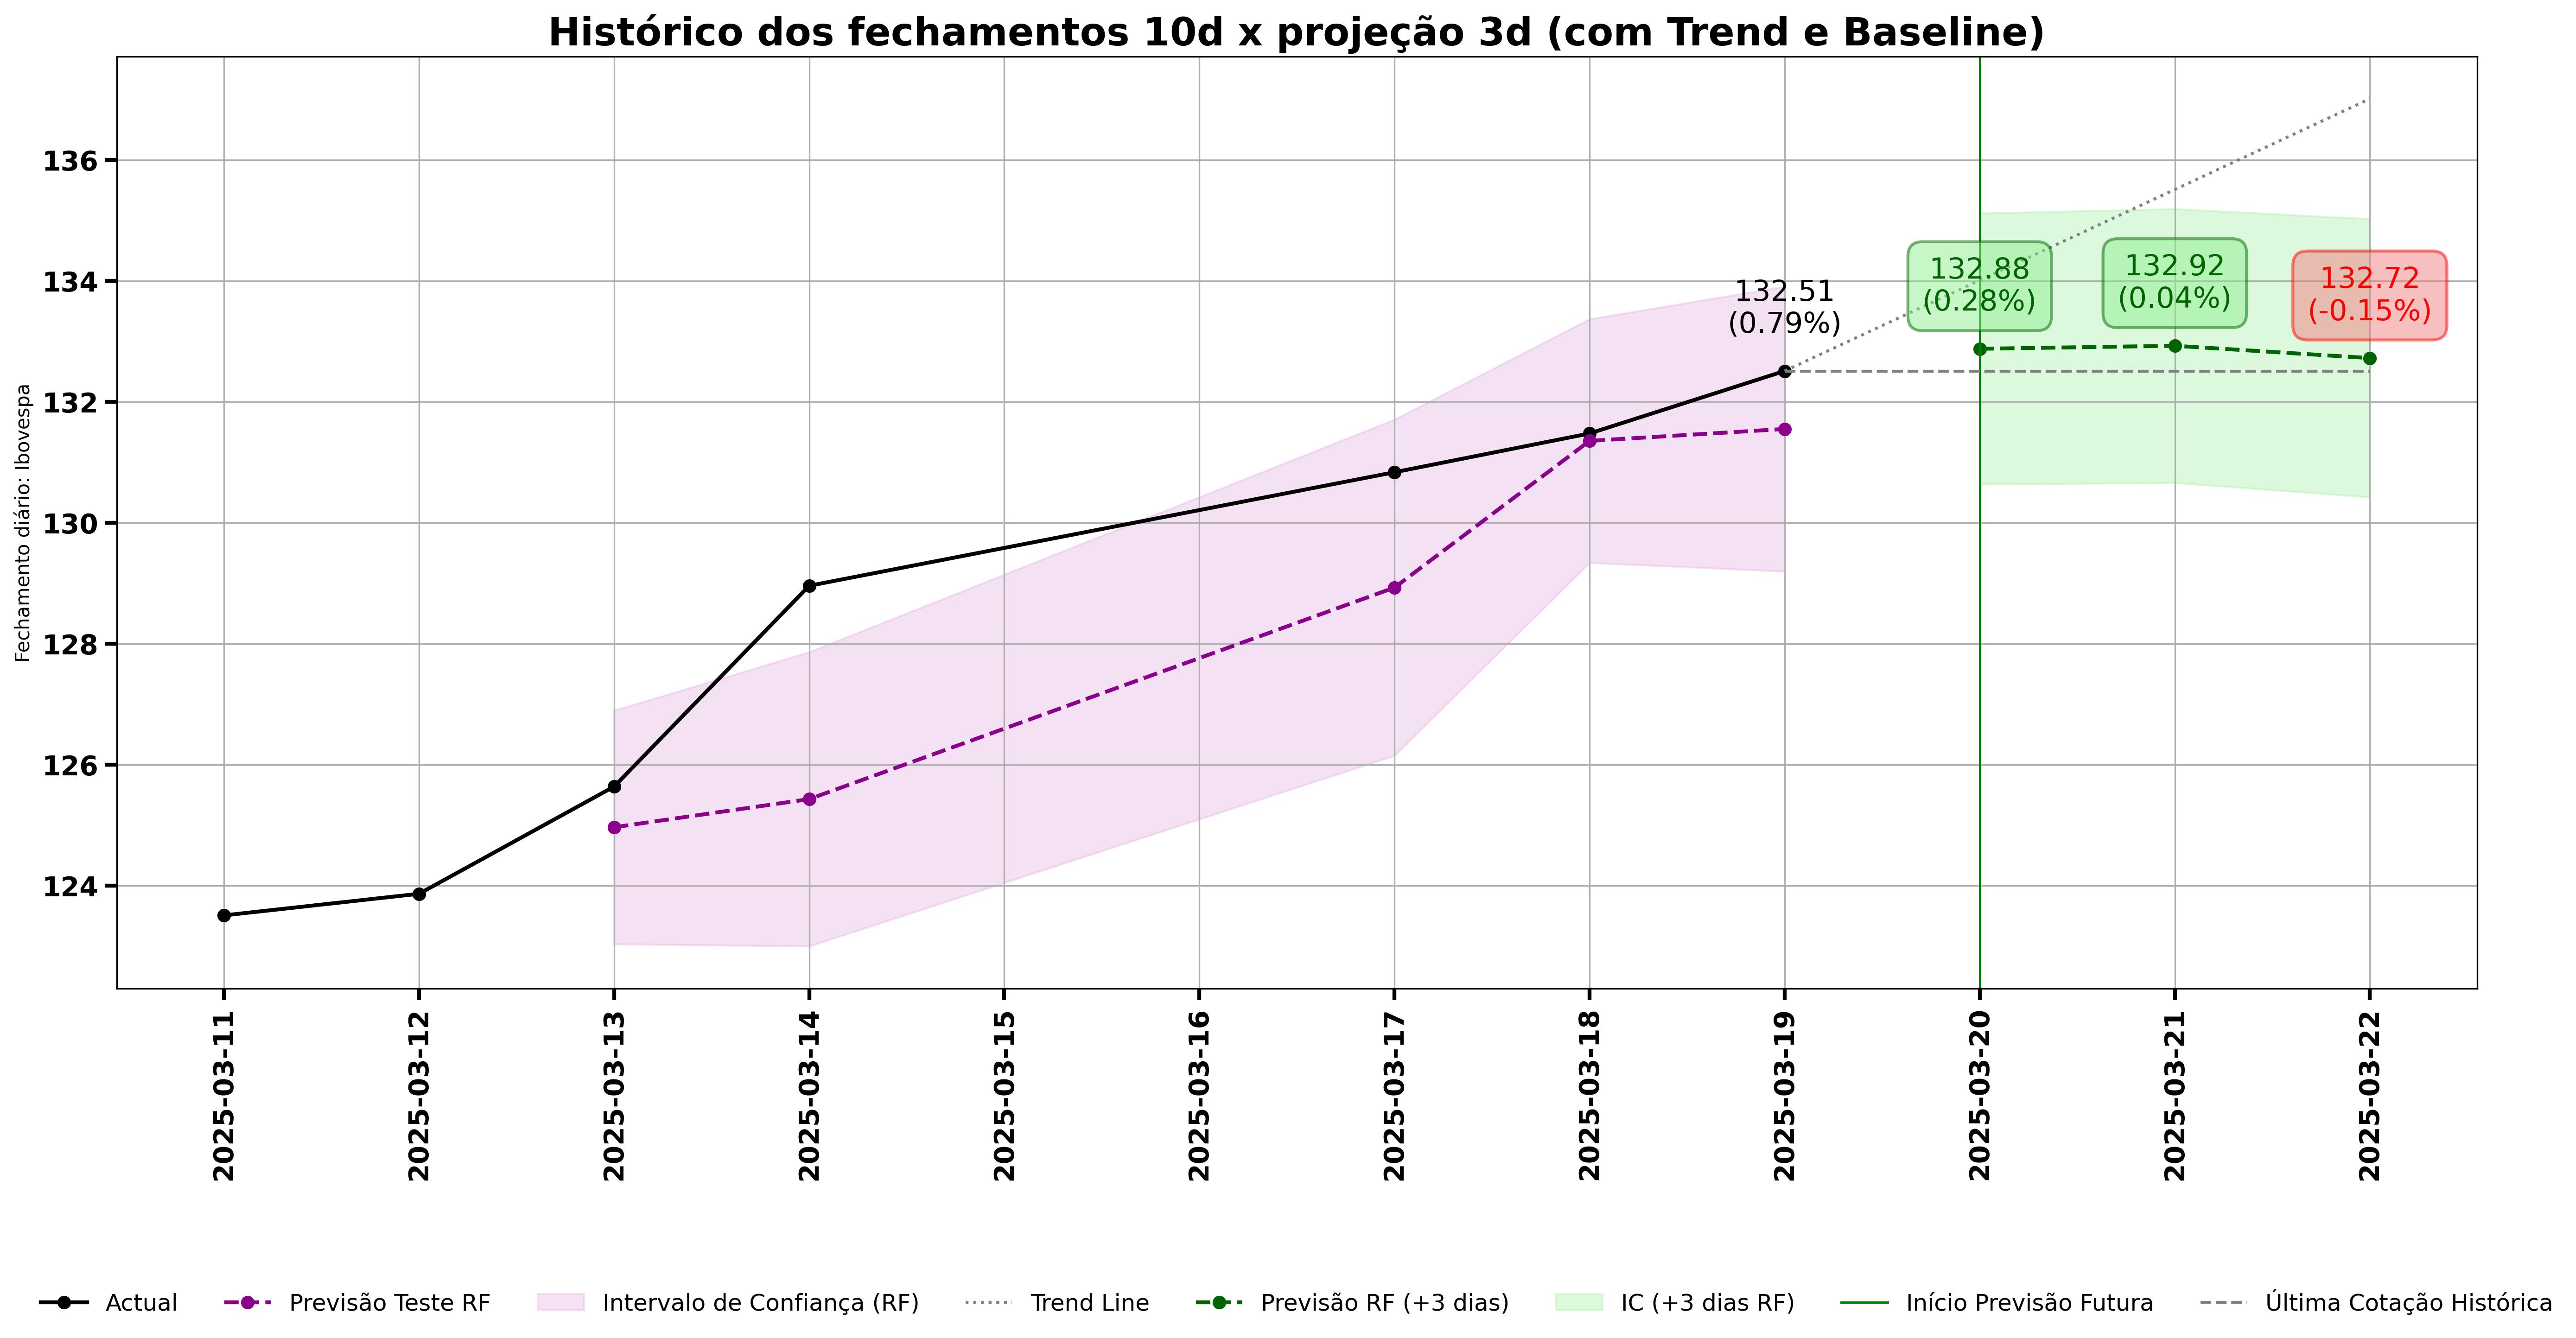 Histórico dos fechamentos 10d x projeção 3d (com Trend e Baseline)
Fechamento diário: Ibovespa
136
134
132
130
128
126
124
132.51
(0.79%)
132.88
(0.28%)
132.92
(0.04%)
132.72
(-0.15%)
2025-03-11
2025-03-12
2025-03-13
2025-03-14
2025-03-15
2025-03-16
2025-03-17
2025-03-18
2025-03-19
2025-03-20
2025-03-21
2025-03-22
Actual
Previsão Teste RF
Intervalo de Confiança (RF)
Trend Line
Previsão RF (+3 dias)
IC (+3 dias RF)
Início Previsão Futura
Última Cotação Histórica